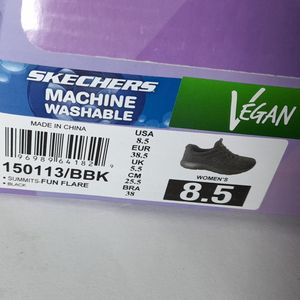 SKECHERS
MACHINE
WASHABLE
VEGAN
MADE IN CHINA
USA
8.5
EUR
38.5
UK
5.5
CM
25.5
BRA
38
150113/BBK
• SUMMITS-FUN FLARE
• BLACK
WOMEN'S
8.5